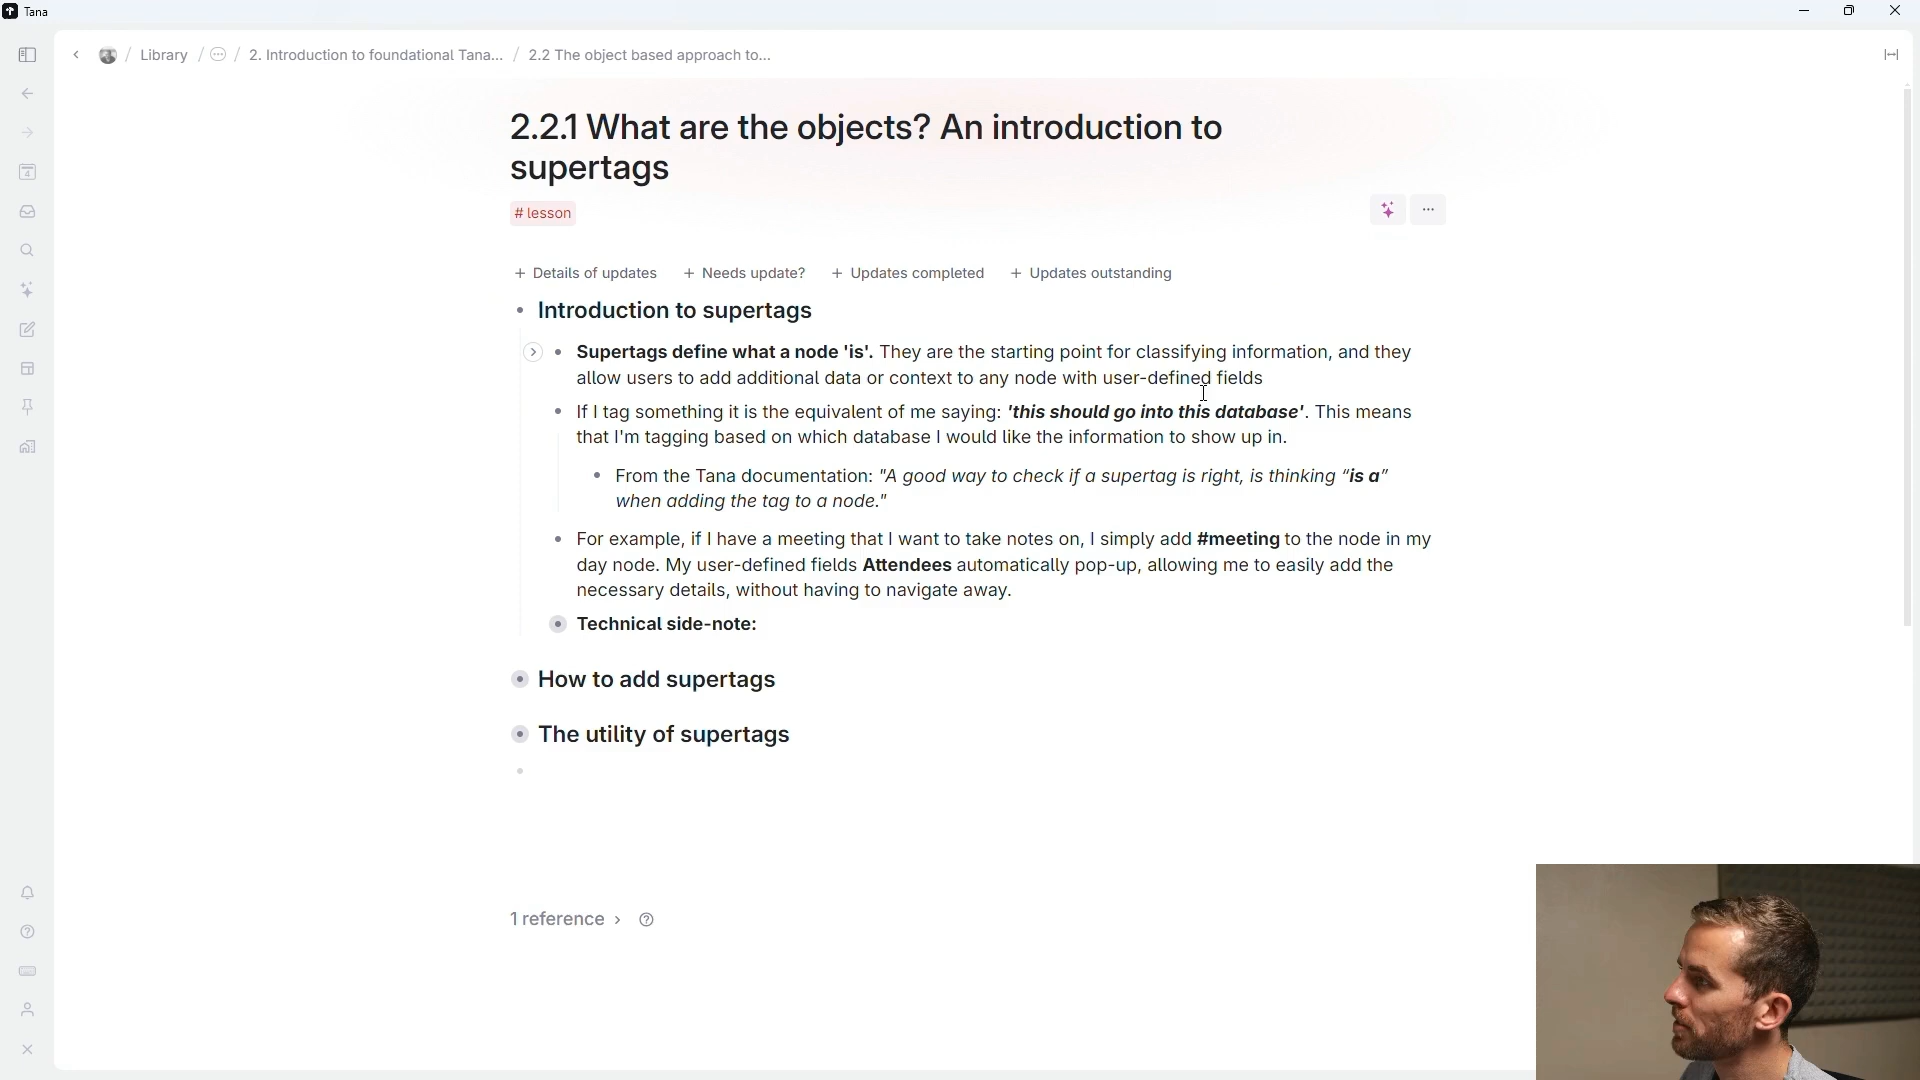 Tana
Library / 2. Introduction to foundational Tana... / 2.2 The object based approach to...
2.2.1 What are the objects? An introduction to
supertags
# lesson
+ Details of updates + Needs update? + Updates completed + Updates outstanding
Introduction to supertags
Supertags define what a node 'is'. They are the starting point for classifying information, and they
allow users to add additional data or context to any node with user-defined fields
If I tag something it is the equivalent of me saying: 'this should go into this database'. This means
that I'm tagging based on which database I would like the information to show up in.
From the Tana documentation: "A good way to check if a supertag is right, is thinking “is a”
when adding the tag to a node."
For example, if I have a meeting that I want to take notes on, I simply add #meeting to the node in my
day node. My user-defined fields Attendees automatically pop-up, allowing me to easily add the
necessary details, without having to navigate away.
Technical side-note:
How to add supertags
The utility of supertags
1 reference